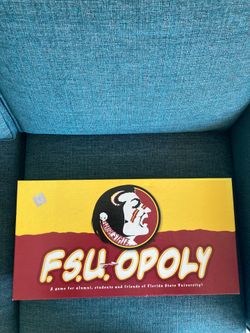 F.S.U.-OPOLY
A game for alumni, students and friends of Florida State University!